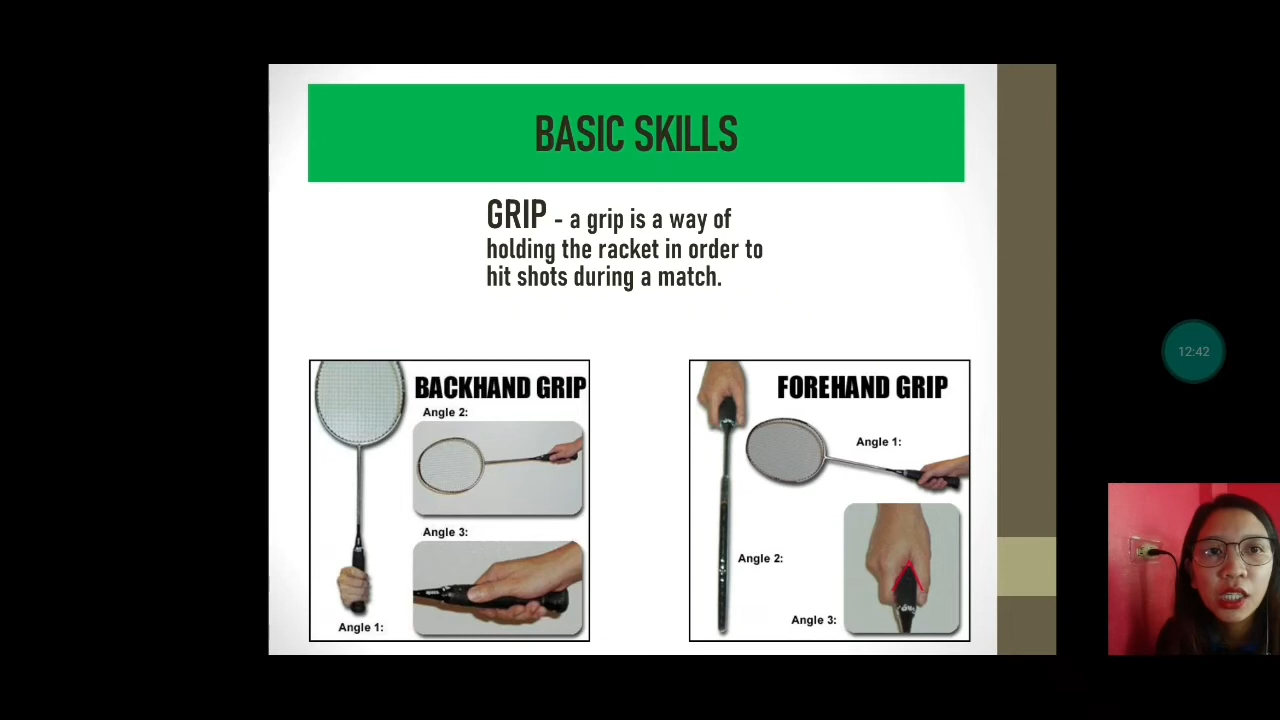 BASIC SKILLS
GRIP - a grip is a way of
holding the racket in order to
hit shots during a match.
BACKHAND GRIP
Angle 2:
Angle 3:
Angle 1:
FOREHAND GRIP
Angle 1:
Angle 2:
Angle 3:
12:42